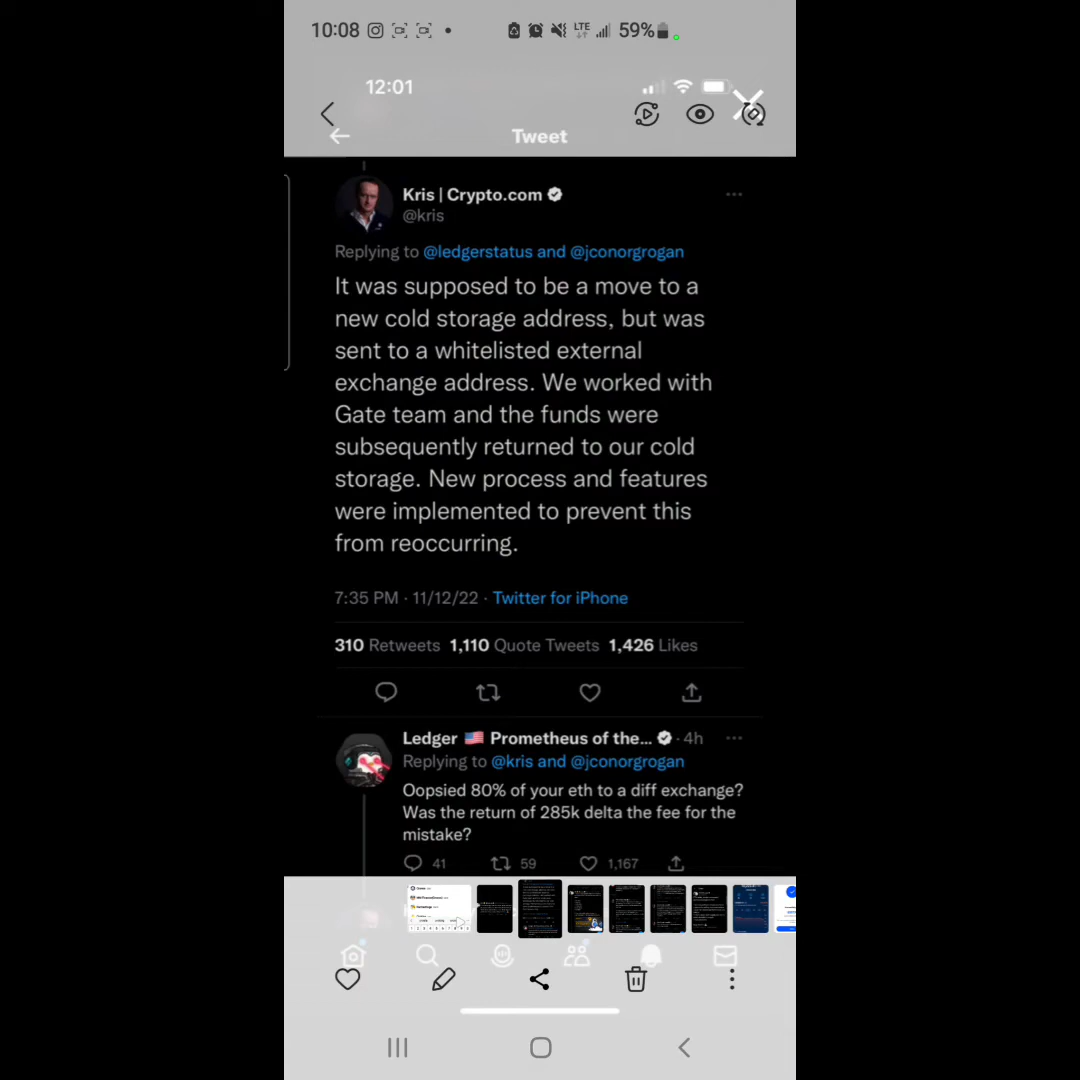 10:08 LTE 59%
12:01
Tweet
Kris | Crypto.com
@kris
Replying to @ledgerstatus and @jconorgrogan
It was supposed to be a move to a
new cold storage address, but was
sent to a whitelisted external
exchange address. We worked with
Gate team and the funds were
subsequently returned to our cold
storage. New process and features
were implemented to prevent this
from reoccurring.
7:35 PM · 11/12/22 · Twitter for iPhone
310 Retweets 1,110 Quote Tweets 1,426 Likes
Ledger 🇺🇸 Prometheus of the... · 4h
Replying to @kris and @jconorgrogan
Oopsied 80% of your eth to a diff exchange?
Was the return of 285k delta the fee for the
mistake?
41 59 1,167